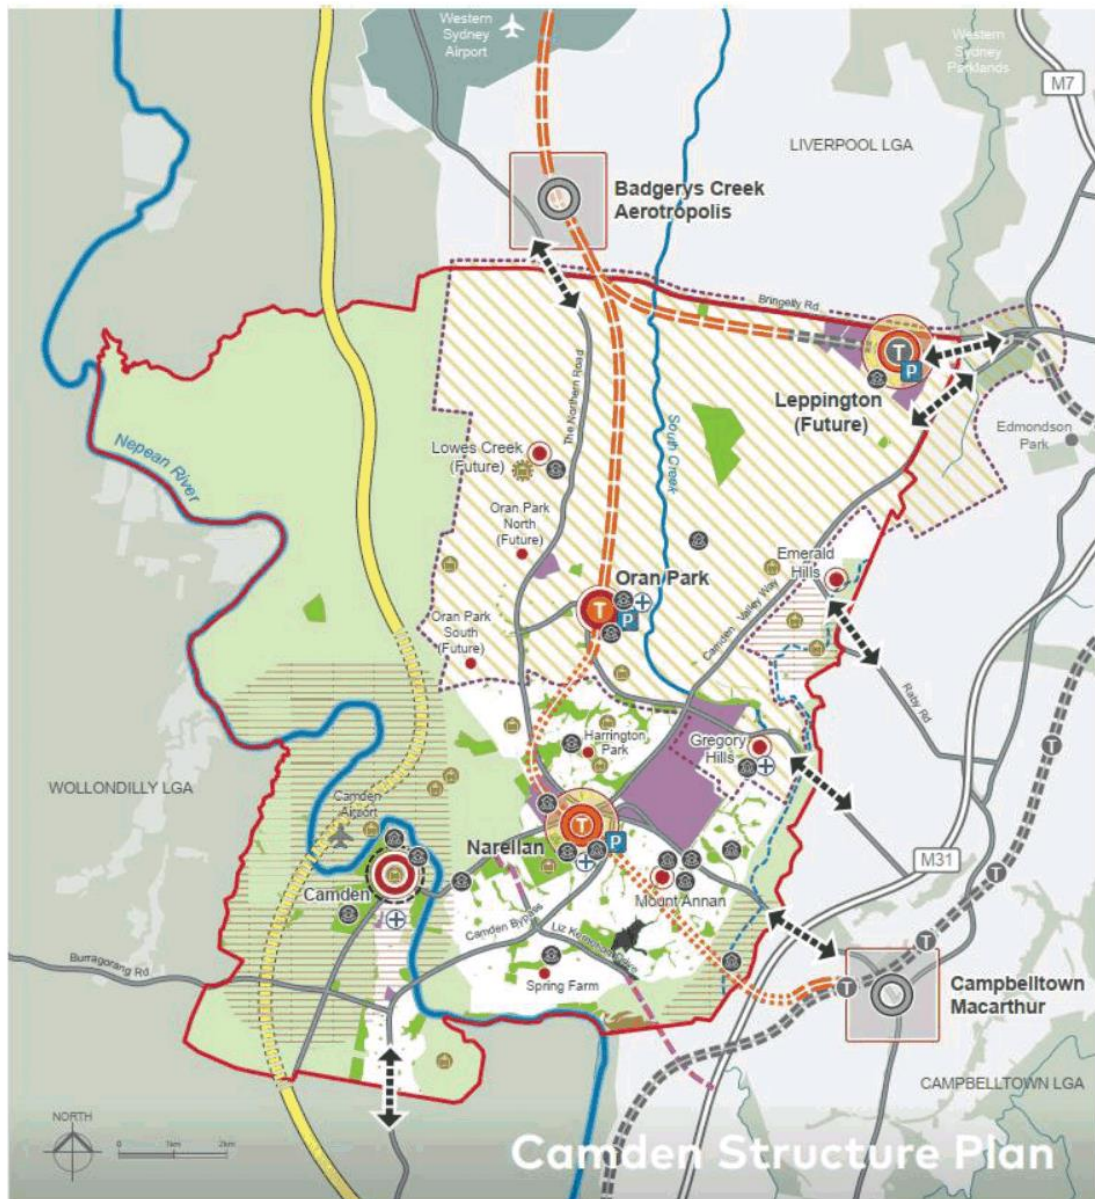 Western
Sydney
Airport
Western
Sydney
Parklands
M7
LIVERPOOL LGA
Badgerys Creek
Aerotropolis
Bringelly Rd
T
P
Leppington
(Future)
Edmondson
Park
The Northern Road
South Creek
Nepean River
Lowes Creek
(Future)
Oran Park
North
(Future)
Emerald
Hills
Oran Park
T
P
Camden Valley Way
Oran Park
South
(Future)
Raby Rd
T
Harrington
Park
Gregory
Hills
WOLLONDILLY LGA
Camden
Airport
T
P
Narellan
M31
T
Camden
Mount Annan
Camden Bypass
T
Burragorang Rd
Spring Farm
T
Campbelltown
Macarthur
CAMPBELLTOWN LGA
NORTH
0 1km 2km
Camden Structure Plan